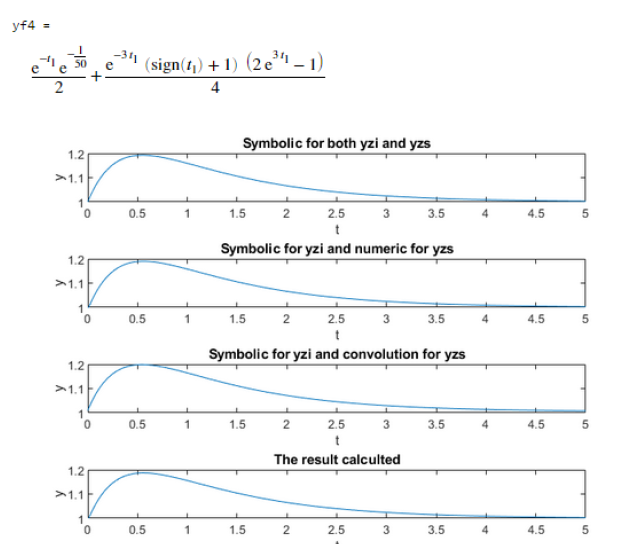 yf4 =
e^{-t_1} e^{-\frac{1}{50}} / 2 + e^{-3 t_1} (sign(t_1) + 1) (2 e^{3 t_1} – 1) / 4
Symbolic for both yzi and yzs
1.2
1.1
1
y
0 0.5 1 1.5 2 2.5 3 3.5 4 4.5 5
t
Symbolic for yzi and numeric for yzs
1.2
1.1
1
y
0 0.5 1 1.5 2 2.5 3 3.5 4 4.5 5
t
Symbolic for yzi and convolution for yzs
1.2
1.1
1
y
0 0.5 1 1.5 2 2.5 3 3.5 4 4.5 5
t
The result calculted
1.2
1.1
1
y
0 0.5 1 1.5 2 2.5 3 3.5 4 4.5 5